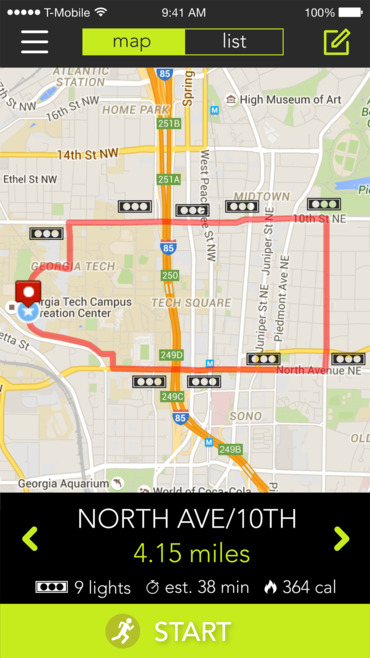 T-Mobile 9:41 AM 100%
map list
ATLANTIC
STATION
85
Spring
16th St NW
HOME PARK
High Museum of Art
251B
M
14th St NW
Ethel St NW
251A
West Peachtree St NW
MIDTOWN
10th St NE
85
GEORGIA TECH
250
TECH SQUARE
Juniper St NE
Juniper St NE
Piedmont Ave NE
rgia Tech Campus
creation Center
249D
M
North Avenue NE
249C
85
SONO
M
249B
OLD
Georgia Aquarium
World of Coca-Cola
NORTH AVE/10TH
4.15 miles
9 lights est. 38 min 364 cal
START